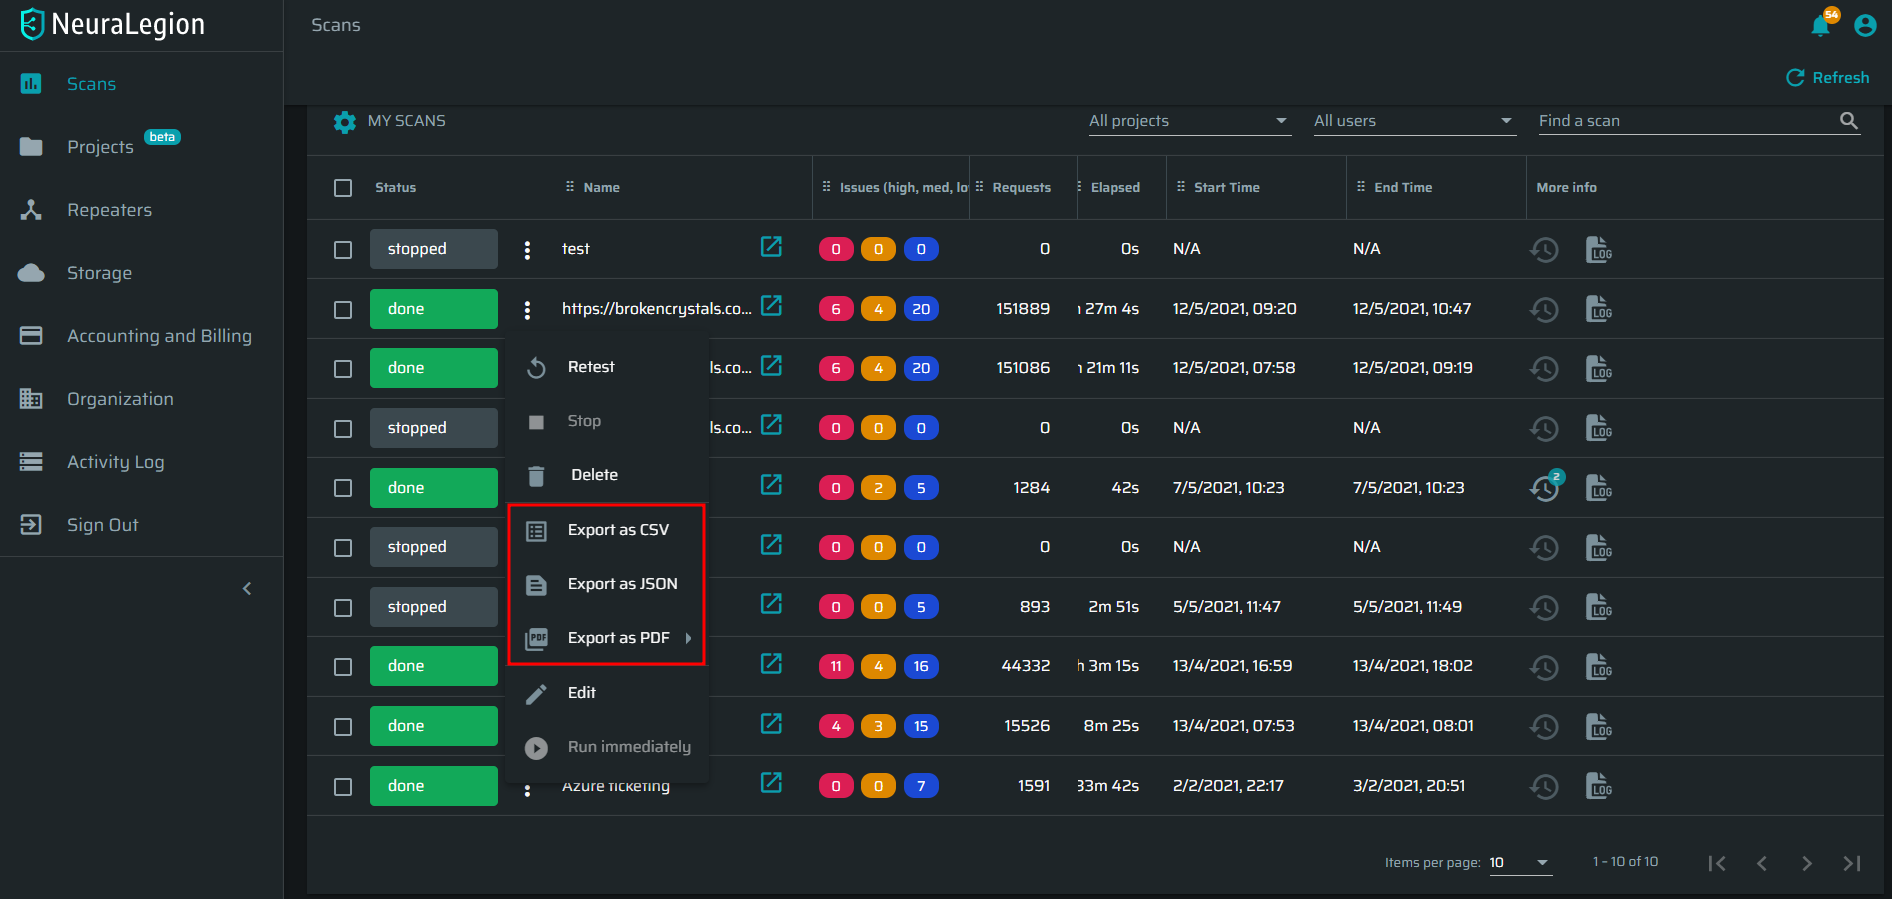 NeuraLegion
Scans
54
Refresh
Scans
Projects beta
Repeaters
Storage
Accounting and Billing
Organization
Activity Log
Sign Out
MY SCANS All projects All users Find a scan
Status Name Issues (high, med, lo Requests Elapsed Start Time End Time More info
stopped test 0 0 0 0 0s N/A N/A LOG
done https://brokencrystals.co... 6 4 20 151889 27m 4s 12/5/2021, 09:20 12/5/2021, 10:47 LOG
done ls.co... 6 4 20 151086 21m 11s 12/5/2021, 07:58 12/5/2021, 09:19 LOG
stopped ls.co... 0 0 0 0 0s N/A N/A LOG
done 0 2 5 1284 42s 7/5/2021, 10:23 7/5/2021, 10:23 2 LOG
stopped 0 0 0 0 0s N/A N/A LOG
stopped 0 0 5 893 2m 51s 5/5/2021, 11:47 5/5/2021, 11:49 LOG
done 11 4 16 44332 h 3m 15s 13/4/2021, 16:59 13/4/2021, 18:02 LOG
done 4 3 15 15526 8m 25s 13/4/2021, 07:53 13/4/2021, 08:01 LOG
done Azure ticketing 0 0 7 1591 33m 42s 2/2/2021, 22:17 3/2/2021, 20:51 LOG
Retest
Stop
Delete
Export as CSV
Export as JSON
PDF Export as PDF
Edit
Run immediately
Items per page: 10 1 – 10 of 10